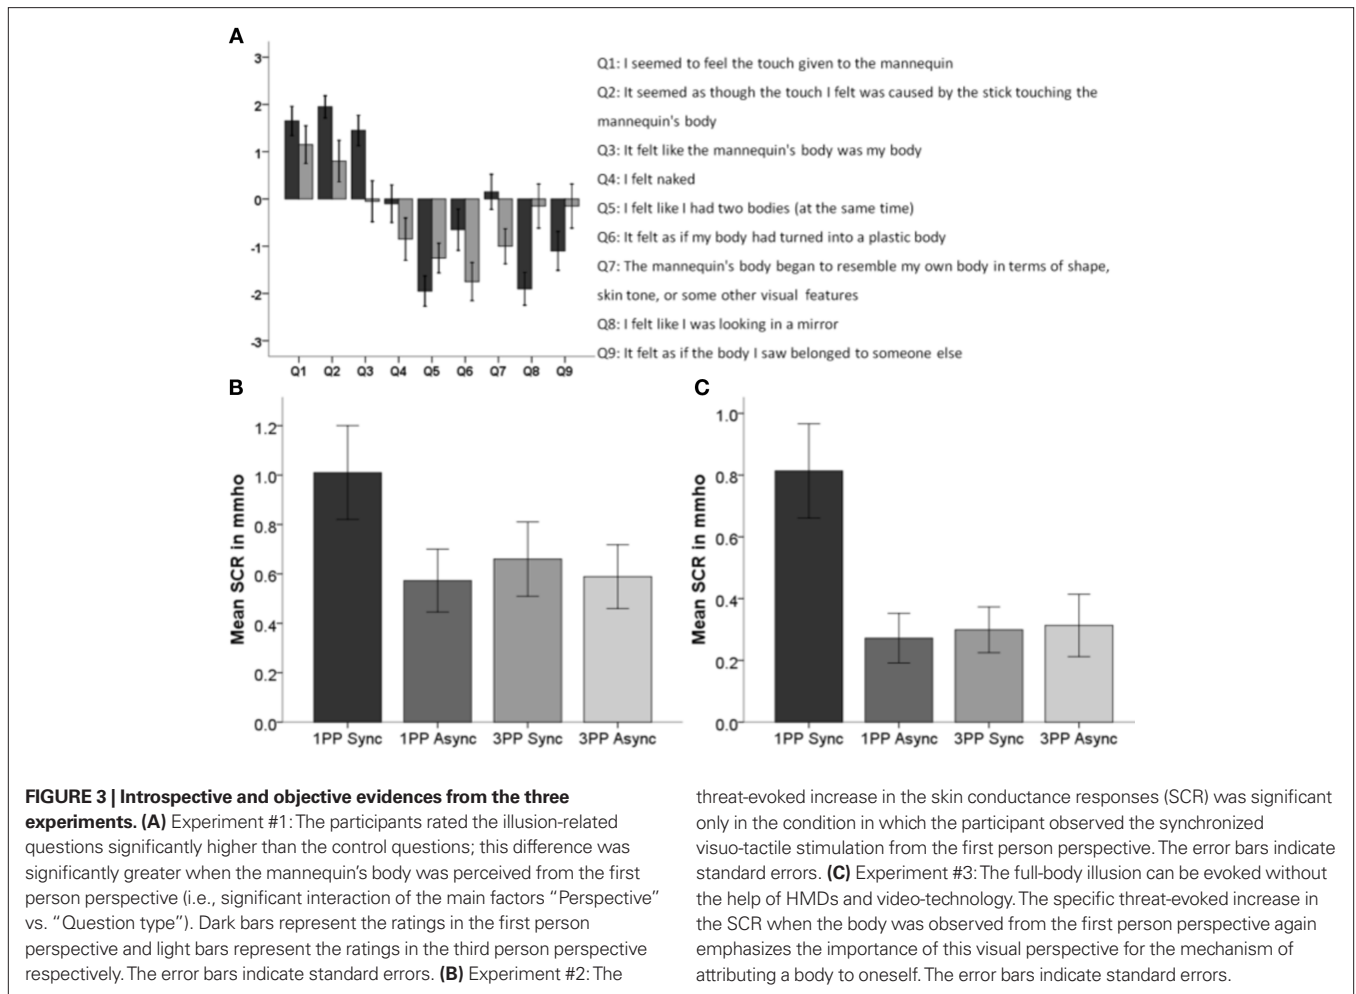 A
3
2
1
0
-1
-2
-3
Q1 Q2 Q3 Q4 Q5 Q6 Q7 Q8 Q9
Q1: I seemed to feel the touch given to the mannequin
Q2: It seemed as though the touch I felt was caused by the stick touching the
mannequin's body
Q3: It felt like the mannequin's body was my body
Q4: I felt naked
Q5: I felt like I had two bodies (at the same time)
Q6: It felt as if my body had turned into a plastic body
Q7: The mannequin's body began to resemble my own body in terms of shape,
skin tone, or some other visual features
Q8: I felt like I was looking in a mirror
Q9: It felt as if the body I saw belonged to someone else
B
Mean SCR in mmho
1.2
1.0
0.8
0.6
0.4
0.2
0.0
1PP Sync 1PP Async 3PP Sync 3PP Async
C
Mean SCR in mmho
1.0
0.8
0.6
0.4
0.2
0.0
1PP Sync 1PP Async 3PP Sync 3PP Async
FIGURE 3 | Introspective and objective evidences from the three
experiments. (A) Experiment #1: The participants rated the illusion-related
questions significantly higher than the control questions; this difference was
significantly greater when the mannequin's body was perceived from the first
person perspective (i.e., significant interaction of the main factors “Perspective”
vs. “Question type”). Dark bars represent the ratings in the first person
perspective and light bars represent the ratings in the third person perspective
respectively. The error bars indicate standard errors. (B) Experiment #2: The
threat-evoked increase in the skin conductance responses (SCR) was significant
only in the condition in which the participant observed the synchronized
visuo-tactile stimulation from the first person perspective. The error bars indicate
standard errors. (C) Experiment #3: The full-body illusion can be evoked without
the help of HMDs and video-technology. The specific threat-evoked increase in
the SCR when the body was observed from the first person perspective again
emphasizes the importance of this visual perspective for the mechanism of
attributing a body to oneself. The error bars indicate standard errors.